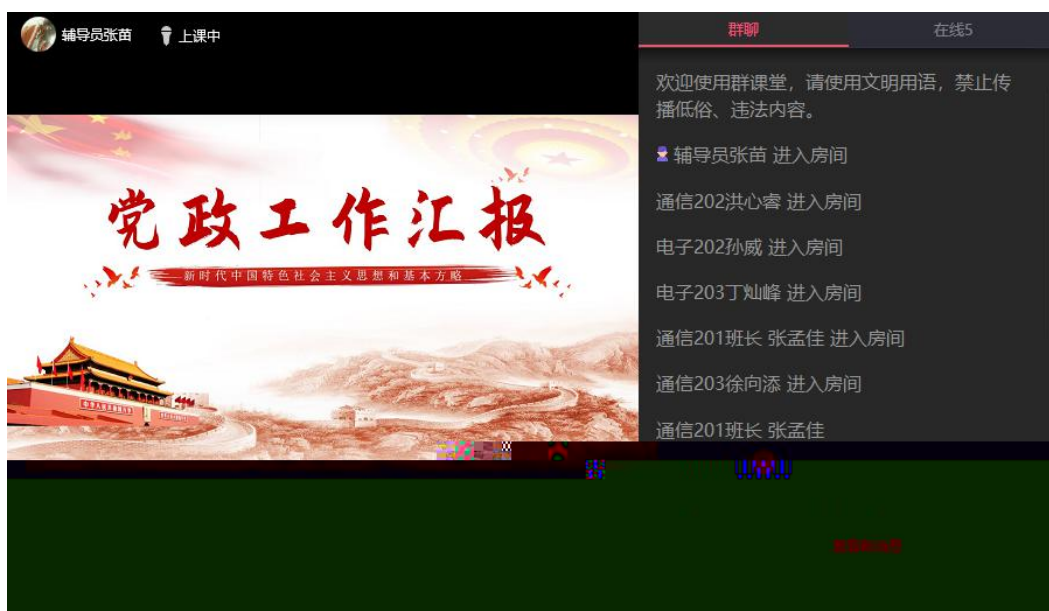 辅导员张苗
上课中
党政工作汇报
新时代中国特色社会主义思想和基本方略
群聊
在线5
欢迎使用群课堂，请使用文明用语，禁止传
播低俗、违法内容。
辅导员张苗 进入房间
通信202洪心睿 进入房间
电子202孙威 进入房间
电子203丁灿峰 进入房间
通信201班长 张孟佳 进入房间
通信203徐向添 进入房间
通信201班长 张孟佳